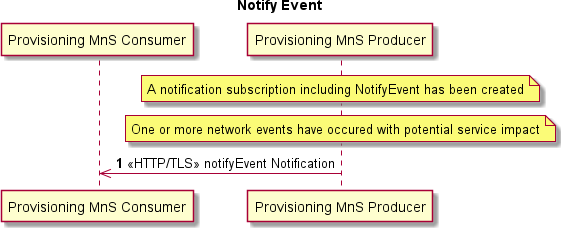 Notify Event
Provisioning MnS Consumer
Provisioning MnS Producer
A notification subscription including NotifyEvent has been created
One or more network events have occured with potential service impact
1 «HTTP/TLS» notifyEvent Notification
Provisioning MnS Consumer
Provisioning MnS Producer